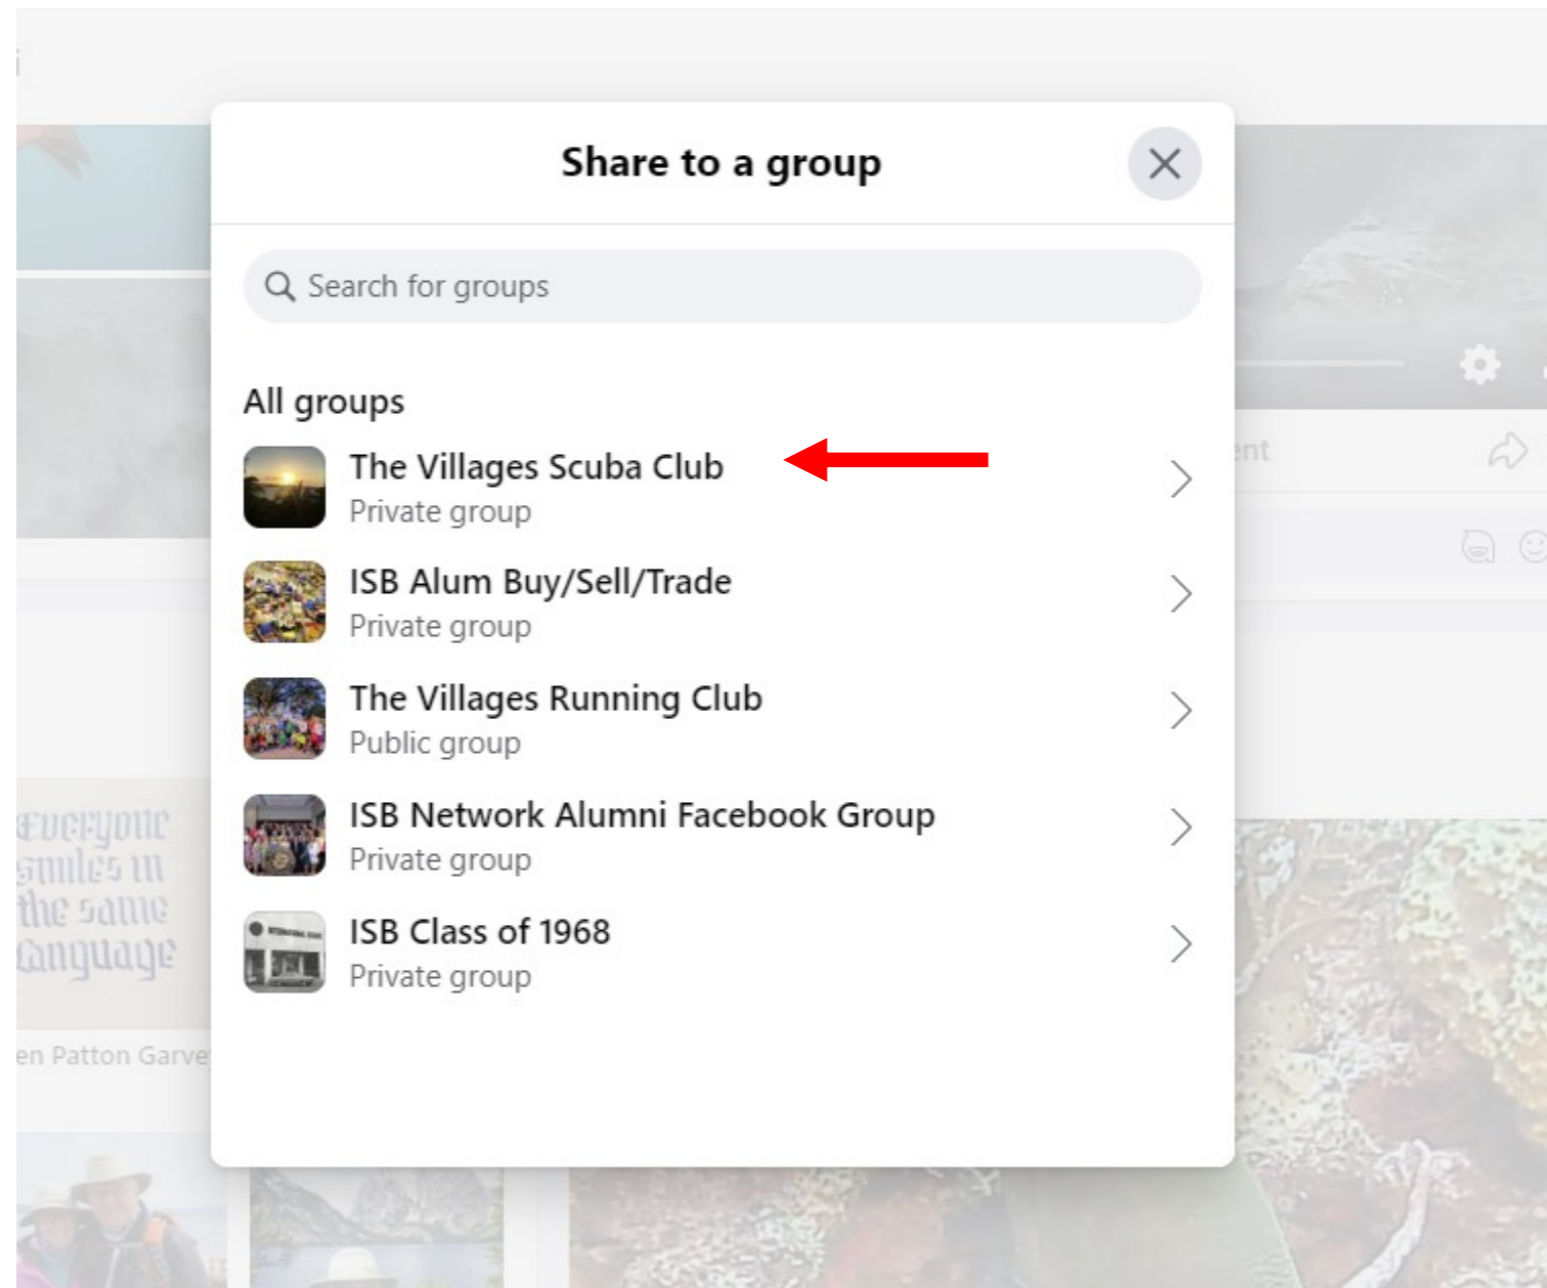 Share to a group
Search for groups
All groups
The Villages Scuba Club
Private group
ISB Alum Buy/Sell/Trade
Private group
The Villages Running Club
Public group
ISB Network Alumni Facebook Group
Private group
ISB Class of 1968
Private group
Everyone
smiles in
the same
language
en Patton Garve
ent